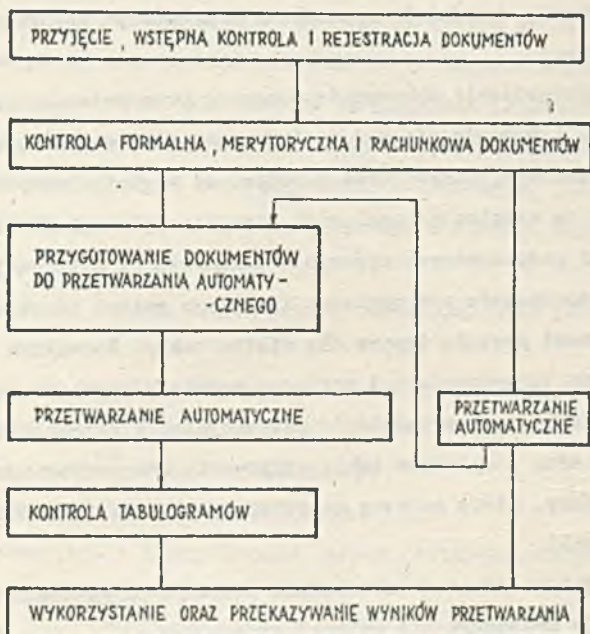 PRZYJĘCIE, WSTĘPNA KONTROLA I REJESTRACJA DOKUMENTÓW
KONTROLA FORMALNA, MERYTORYCZNA I RACHUNKOWA DOKUMENTÓW
PRZYGOTOWANIE DOKUMENTÓW
DO PRZETWARZANIA AUTOMATY-
-CZNEGO
PRZETWARZANIE AUTOMATYCZNE
PRZETWARZANIE
AUTOMATYCZNE
KONTROLA TABULOGRAMÓW
WYKORZYSTANIE ORAZ PRZEKAZYWANIE WYNIKÓW PRZETWARZANIA